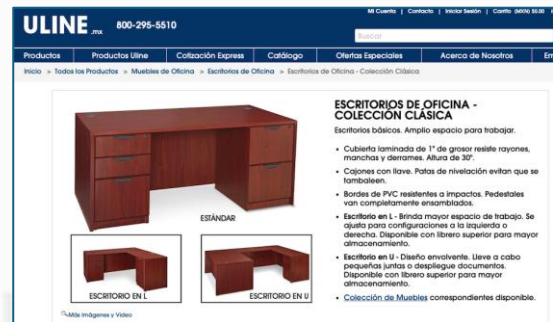 Mi Cuenta | Contacto | Iniciar Sesión | Carrito (MXN) $0.00
ULINE.mx 800-295-5510
Buscar
Productos Productos Uline Cotización Express Catálogo Ofertas Especiales Acerca de Nosotros
Inicio » Todos los Productos » Muebles de Oficina » Escritorios de Oficina » Escritorios de Oficina - Colección Clásica
ESTÁNDAR
ESCRITORIO EN L
ESCRITORIO EN U
Más Imágenes y Video
ESCRITORIOS DE OFICINA -
COLECCIÓN CLÁSICA
Escritorios básicos. Amplio espacio para trabajar.
• Cubierta laminada de 1" de grosor resiste rayones,
manchas y derrames. Altura de 30".
• Cajones con llave. Patas de nivelación evitan que se
tambaleen.
• Bordes de PVC resistentes a impactos. Pedestales
van completamente ensamblados.
• Escritorio en L - Brinda mayor espacio de trabajo. Se
ajusta para configuraciones a la izquierda o
derecha. Disponible con librero superior para mayor
almacenamiento.
• Escritorio en U - Diseño envolvente. Lleve a cabo
pequeñas juntas o despliegue documentos.
Disponible con librero superior para mayor
almacenamiento.
• Colección de Muebles correspondientes disponible.